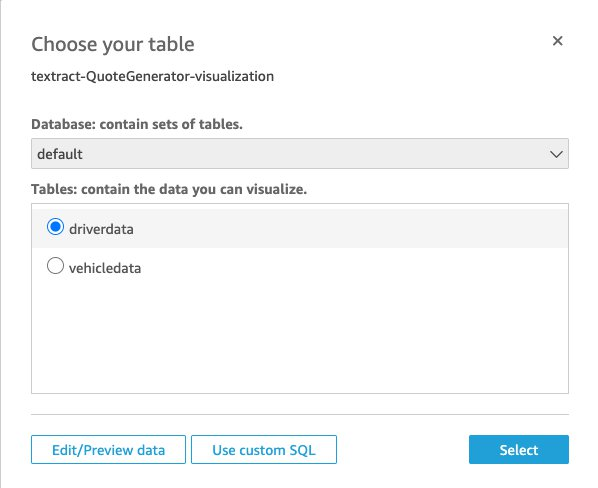 Choose your table
textract-QuoteGenerator-visualization
Database: contain sets of tables.
default
Tables: contain the data you can visualize.
driverdata
vehicledata
Edit/Preview data
Use custom SQL
Select